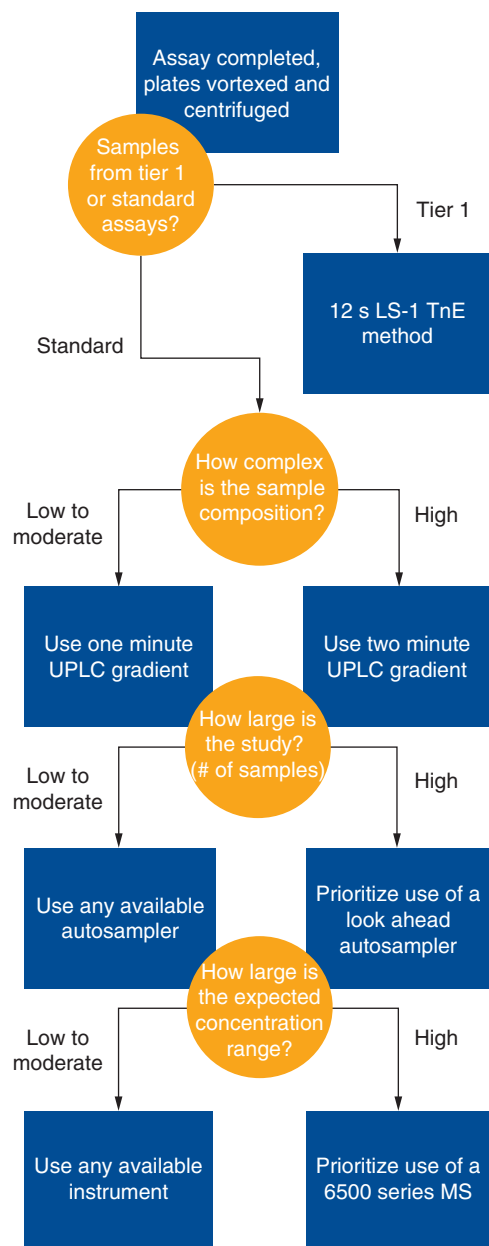 Assay completed,
plates vortexed and
centrifuged
Samples
from tier 1
or standard
assays?
Tier 1
12 s LS-1 TnE
method
Standard
How complex
is the sample
composition?
Low to
moderate
High
Use one minute
UPLC gradient
Use two minute
UPLC gradient
How large is
the study?
(# of samples)
Low to
moderate
High
Use any available
autosampler
Prioritize use of a
look ahead
autosampler
How large is
the expected
concentration
range?
Low to
moderate
High
Use any available
instrument
Prioritize use of a
6500 series MS